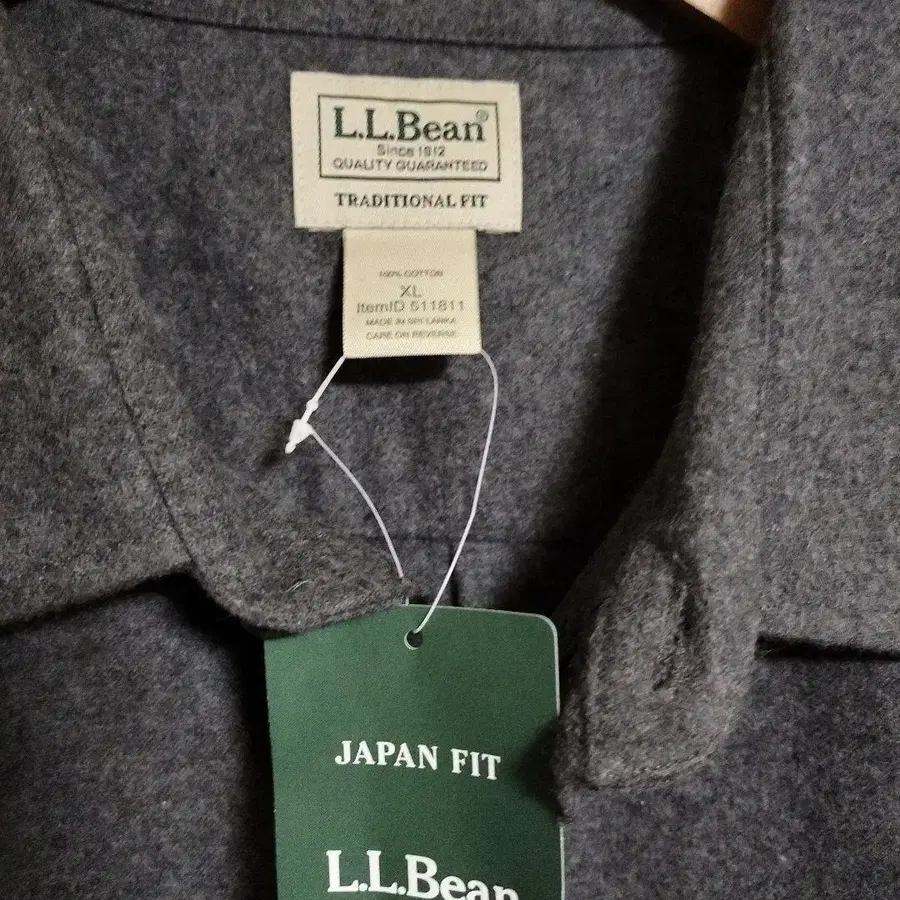 L.L.Bean®
Since 1912
QUALITY GUARANTEED
TRADITIONAL FIT
100% COTTON
XL
ItemID 511811
MADE IN SRI LANKA
CARE ON REVERSE
JAPAN FIT
L.L.Bean